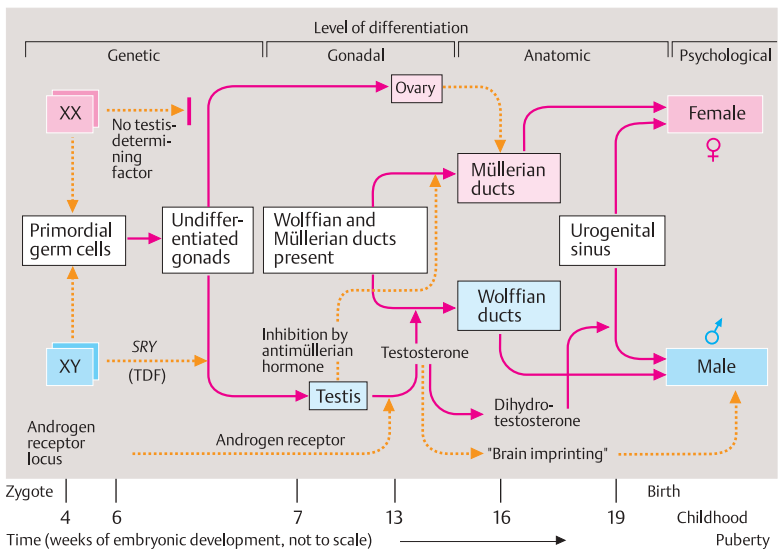 Level of differentiation
Genetic
Gonadal
Anatomic
Psychological
XX
No testis-
determi-
ning
factor
Ovary
Female
♀
Müllerian
ducts
Primordial
germ cells
Undiffer-
entiated
gonads
Wolffian and
Müllerian ducts
present
Urogenital
sinus
Wolffian
ducts
XY
SRY
(TDF)
Inhibition by
antimüllerian
hormone
Testosterone
♂
Male
Testis
Dihydro-
testosterone
Androgen
receptor
locus
Androgen receptor
"Brain imprinting"
Zygote
Birth
4
6
7
13
16
19
Childhood
Time (weeks of embryonic development, not to scale)
Puberty